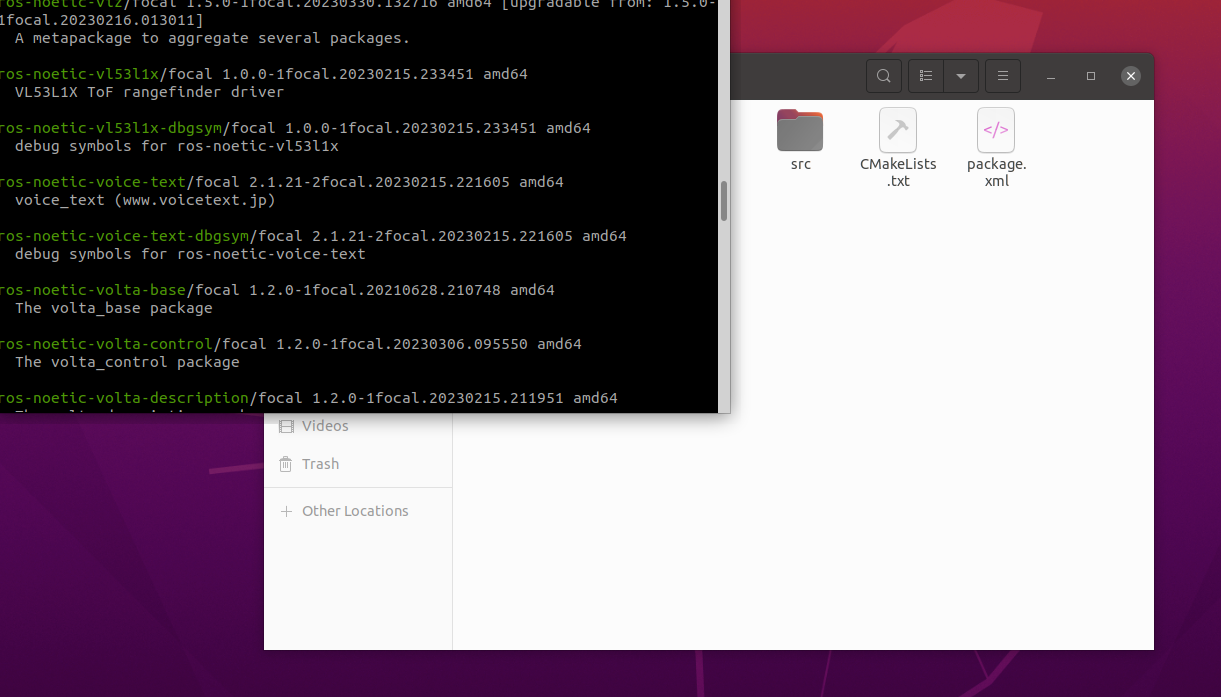 ros-noetic-viz/focal 1.5.0-1focal.20230330.132716 amd64 [upgradable from: 1.5.0-
1focal.20230216.013011]
A metapackage to aggregate several packages.
ros-noetic-vl53l1x/focal 1.0.0-1focal.20230215.233451 amd64
VL53L1X ToF rangefinder driver
ros-noetic-vl53l1x-dbgsym/focal 1.0.0-1focal.20230215.233451 amd64
debug symbols for ros-noetic-vl53l1x
ros-noetic-voice-text/focal 2.1.21-2focal.20230215.221605 amd64
voice_text (www.voicetext.jp)
ros-noetic-voice-text-dbgsym/focal 2.1.21-2focal.20230215.221605 amd64
debug symbols for ros-noetic-voice-text
ros-noetic-volta-base/focal 1.2.0-1focal.20210628.210748 amd64
The volta_base package
ros-noetic-volta-control/focal 1.2.0-1focal.20230306.095550 amd64
The volta_control package
ros-noetic-volta-description/focal 1.2.0-1focal.20230215.211951 amd64
src
CMakeLists
.txt
package.
xml
Videos
Trash
Other Locations